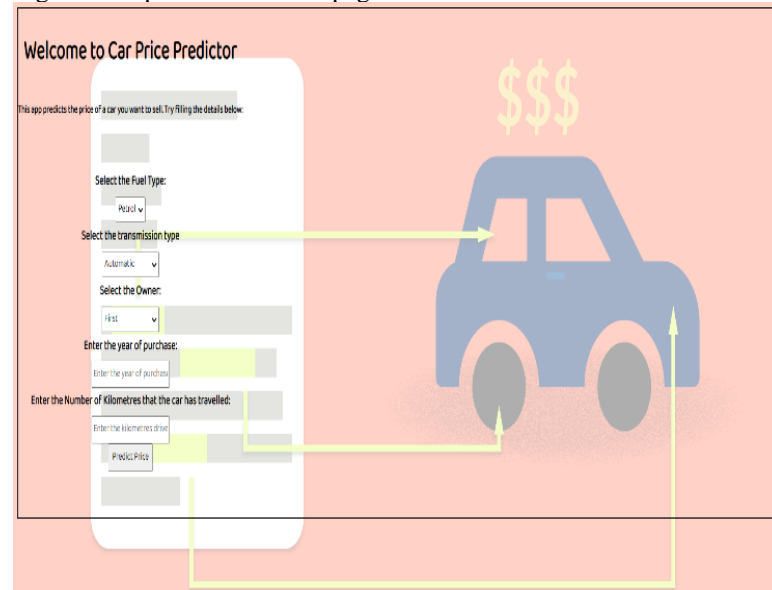 Welcome to Car Price Predictor
$$$
This app predicts the price of a car you want to sell. Try filling the details below:
Select the Fuel Type:
Petrol
Select the transmission type
Automatic
Select the Owner:
First
Enter the year of purchase:
Enter the year of purchase
Enter the Number of Kilometres that the car has travelled:
Enter the kilometres drive
Predict Price